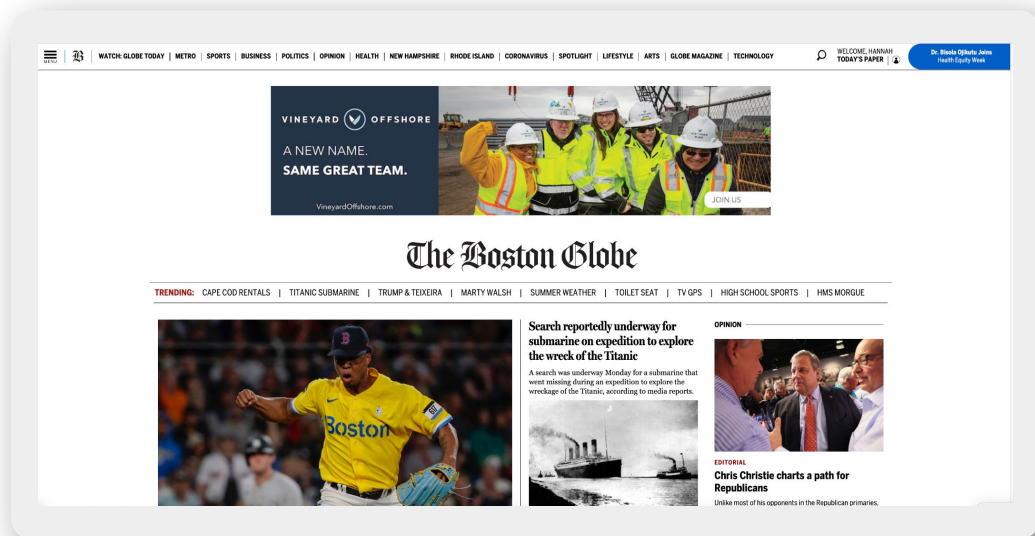 MENU
B
WATCH: GLOBE TODAY | METRO | SPORTS | BUSINESS | POLITICS | OPINION | HEALTH | NEW HAMPSHIRE | RHODE ISLAND | CORONAVIRUS | SPOTLIGHT | LIFESTYLE | ARTS | GLOBE MAGAZINE | TECHNOLOGY
WELCOME, HANNAH
TODAY'S PAPER
Dr. Bisola Ojikutu Joins
Health Equity Week
VINEYARD OFFSHORE
A NEW NAME.
SAME GREAT TEAM.
VineyardOffshore.com
JOIN US
The Boston Globe
TRENDING: CAPE COD RENTALS | TITANIC SUBMARINE | TRUMP & TEIXEIRA | MARTY WALSH | SUMMER WEATHER | TOILET SEAT | TV GPS | HIGH SCHOOL SPORTS | HMS MORGUE
B
Boston
Search reportedly underway for
submarine on expedition to explore
the wreck of the Titanic
A search was underway Monday for a submarine that
went missing during an expedition to explore the
wreckage of the Titanic, according to media reports.
OPINION
EDITORIAL
Chris Christie charts a path for
Republicans
Unlike most of his opponents in the Republican primaries,